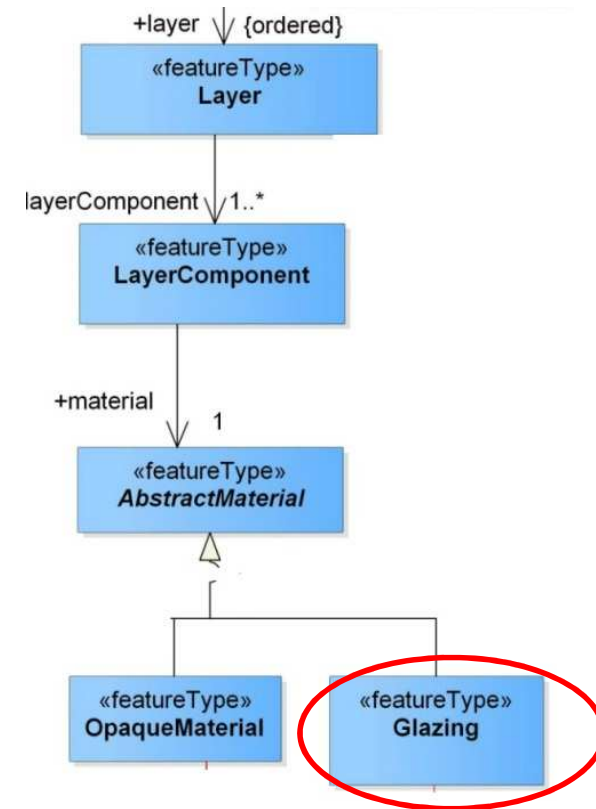 +layer {ordered}
«featureType»
Layer
layerComponent 1..*
«featureType»
LayerComponent
+material
1
«featureType»
AbstractMaterial
«featureType»
OpaqueMaterial
«featureType»
Glazing